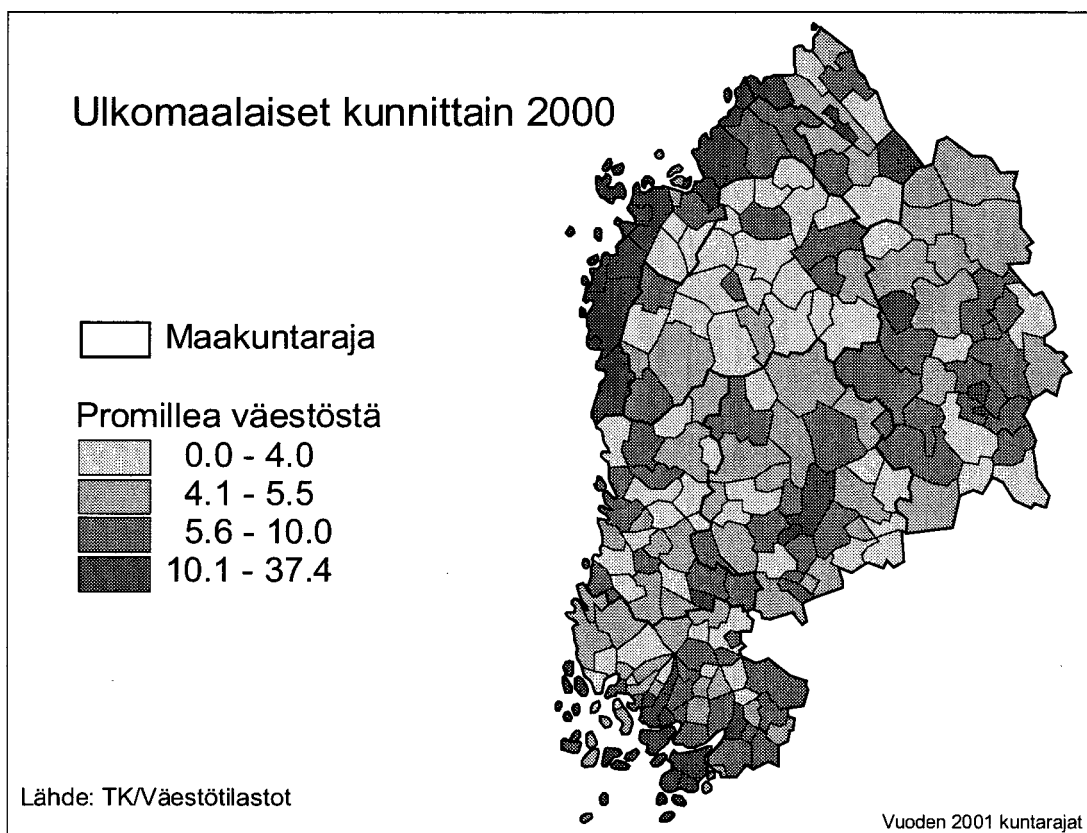 Ulkomaalaiset kunnittain 2000
Maakuntaraja
Promillea väestöstä
0.0 - 4.0
4.1 - 5.5
5.6 - 10.0
10.1 - 37.4
Lähde: TK/Väestötilastot
Vuoden 2001 kuntarajat